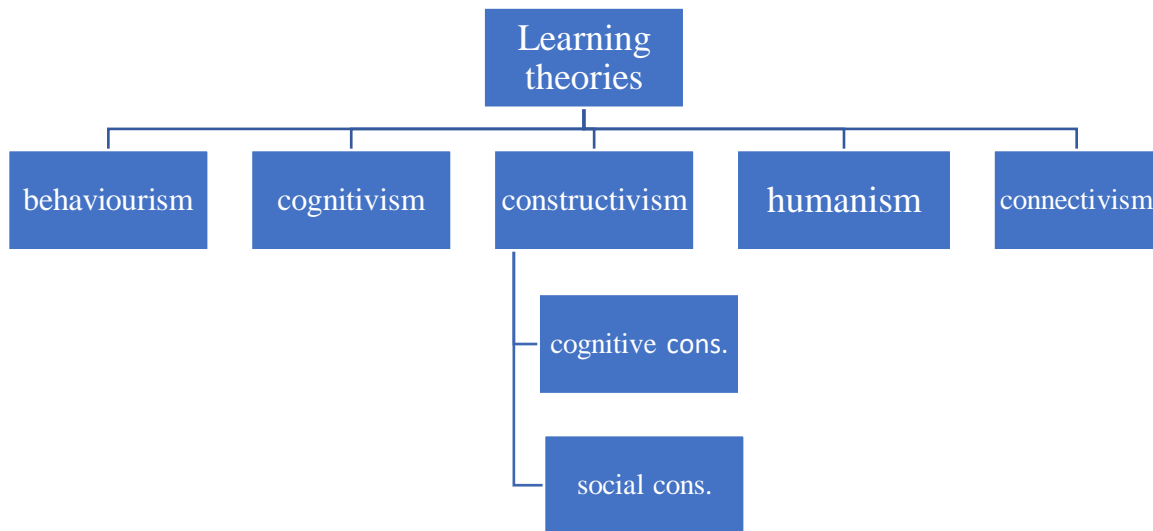 Learning
theories
behaviourism
cognitivism
constructivism
humanism
connectivism
cognitive cons.
social cons.